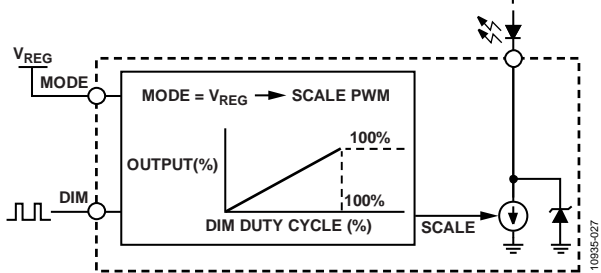 VREG
MODE
MODE = VREG → SCALE PWM
100%
OUTPUT(%)
DIM
100%
DIM DUTY CYCLE (%)
SCALE
10935-027